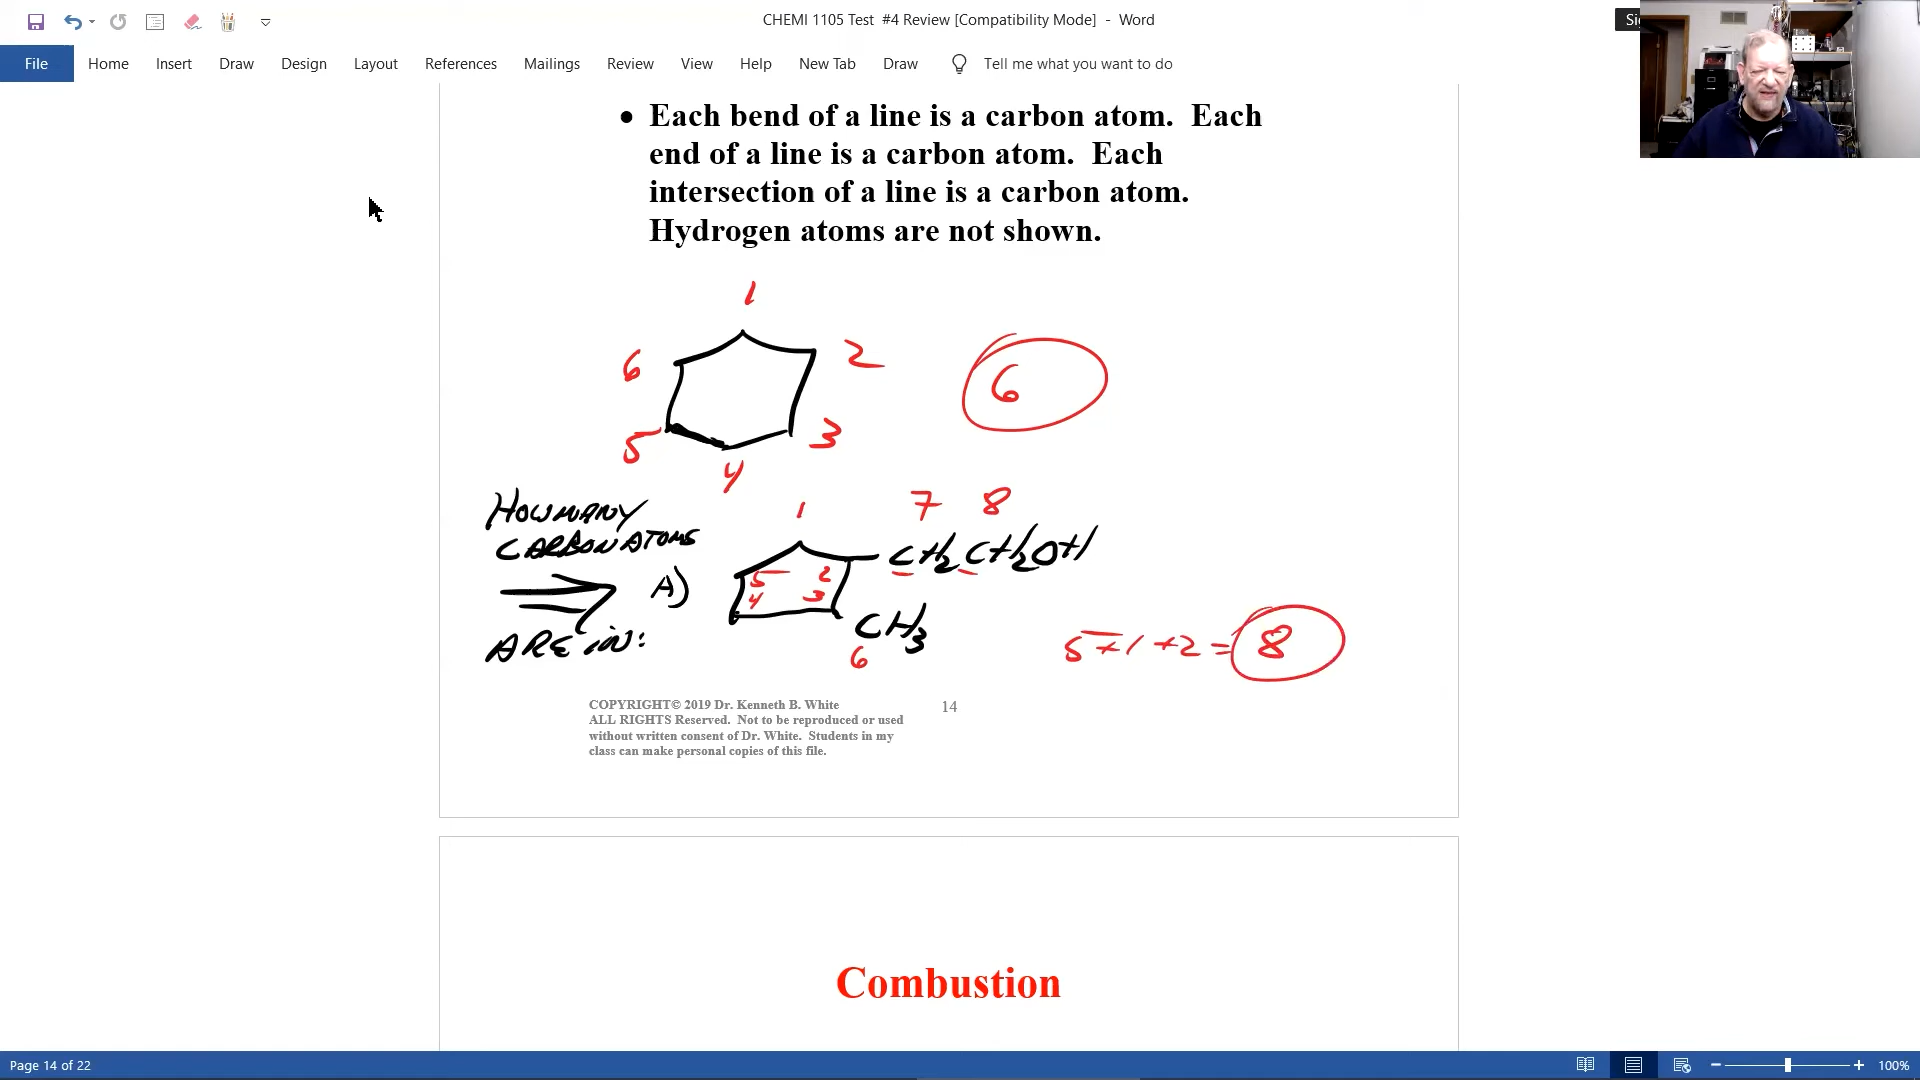 CHEMI 1105 Test #4 Review [Compatibility Mode] - Word
File Home Insert Draw Design Layout References Mailings Review View Help New Tab Draw Tell me what you want to do
• Each bend of a line is a carbon atom. Each
end of a line is a carbon atom. Each
intersection of a line is a carbon atom.
Hydrogen atoms are not shown.
1
6 2
6
5 3
4
HOW MANY
CARBON ATOMS
ARE IN:
A)
1 7 8
CH2CH2OH
5 2
4 3
CH3
6
5+1+2= 8
COPYRIGHT© 2019 Dr. Kenneth B. White
ALL RIGHTS Reserved. Not to be reproduced or used
without written consent of Dr. White. Students in my
class can make personal copies of this file.
14
Combustion
Page 14 of 22
100%